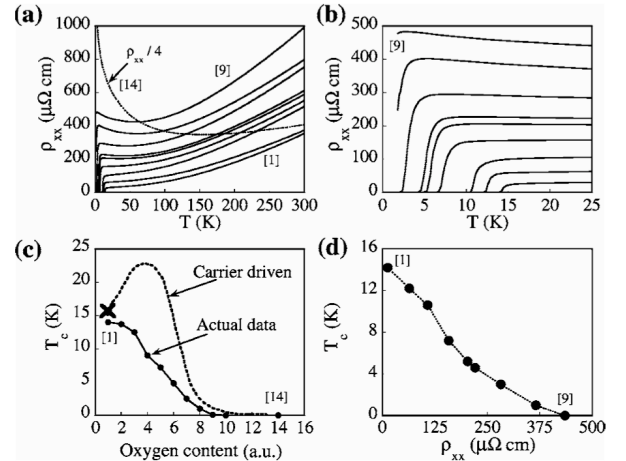 (a)
1000
800
600
400
200
0
ρxx (μΩ cm)
ρxx / 4
[14]
[9]
[1]
0 50 100 150 200 250 300
T (K)
(b)
500
400
300
200
100
0
ρxx (μΩ cm)
[9]
0 5 10 15 20 25
T (K)
(c)
25
20
15
10
5
0
Tc (K)
Carrier driven
Actual data
[1]
[14]
0 2 4 6 8 10 12 14 16
Oxygen content (a.u.)
(d)
16
12
8
4
0
Tc (K)
[1]
[9]
0 125 250 375 500
ρxx (μΩ cm)